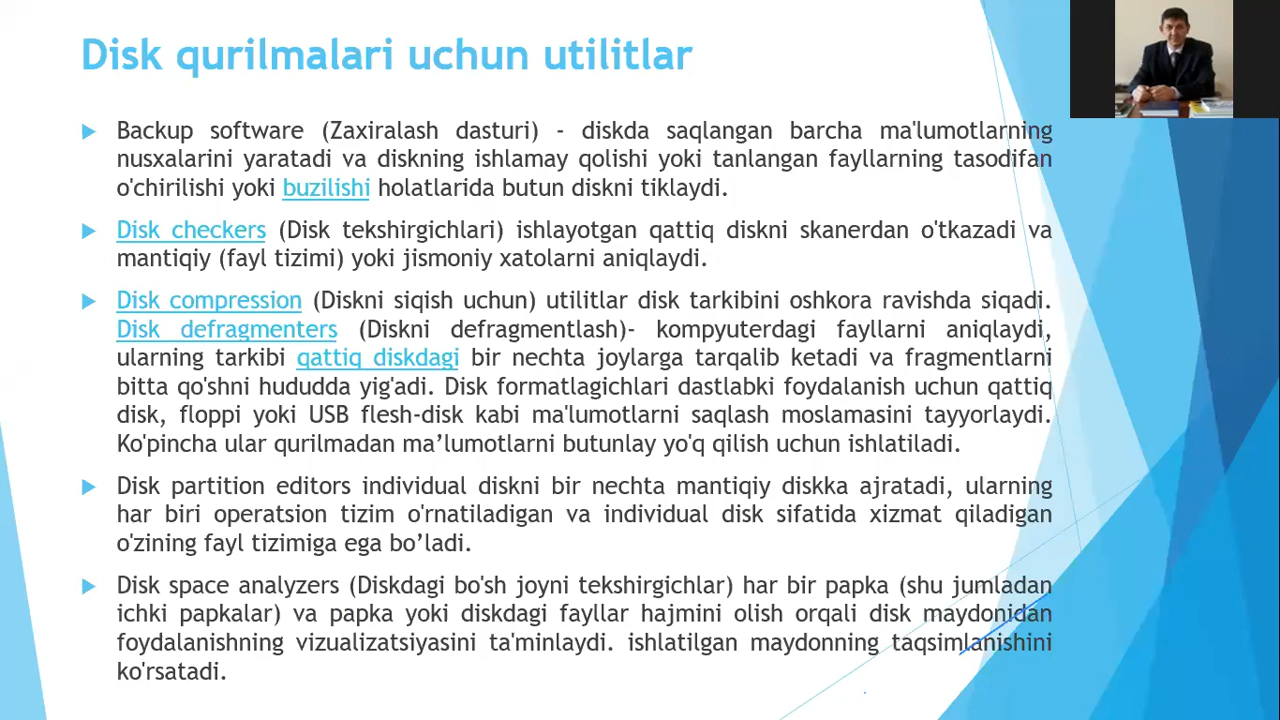 Disk qurilmalari uchun utilitlar
Backup software (Zaxiralash dasturi) - diskda saqlangan barcha ma'lumotlarning
nusxalarini yaratadi va diskning ishlamay qolishi yoki tanlangan fayllarning tasodifan
o'chirilishi yoki buzilishi holatlarida butun diskni tiklaydi.
Disk checkers (Disk tekshirgichlari) ishlayotgan qattiq diskni skanerdan o'tkazadi va
mantiqiy (fayl tizimi) yoki jismoniy xatolarni aniqlaydi.
Disk compression (Diskni siqish uchun) utilitlar disk tarkibini oshkora ravishda siqadi.
Disk defragmenters (Diskni defragmentlash)- kompyuterdagi fayllarni aniqlaydi,
ularning tarkibi qattiq diskdagi bir nechta joylarga tarqalib ketadi va fragmentlarni
bitta qo'shni hududda yig'adi. Disk formatlagichlari dastlabki foydalanish uchun qattiq
disk, floppi yoki USB flesh-disk kabi ma'lumotlarni saqlash moslamasini tayyorlaydi.
Ko'pincha ular qurilmadan ma’lumotlarni butunlay yo'q qilish uchun ishlatiladi.
Disk partition editors individual diskni bir nechta mantiqiy diskka ajratadi, ularning
har biri operatsion tizim o'rnatiladigan va individual disk sifatida xizmat qiladigan
o'zining fayl tizimiga ega bo’ladi.
Disk space analyzers (Diskdagi bo'sh joyni tekshirgichlar) har bir papka (shu jumladan
ichki papkalar) va papka yoki diskdagi fayllar hajmini olish orqali disk maydonidan
foydalanishning vizualizatsiyasini ta'minlaydi. ishlatilgan maydonning taqsimlanishini
ko'rsatadi.